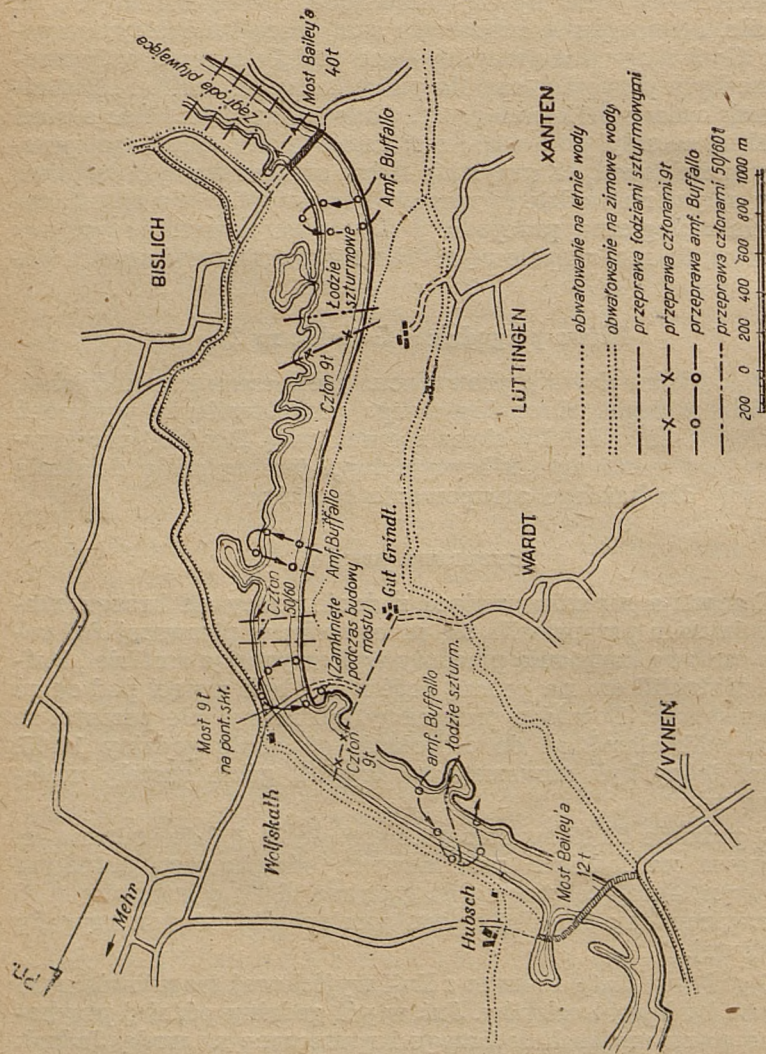 Pn.
Mehr
BISLICH
Zagroda pływająca
Most Bailey'a
40t
Most 9t
na pont. skł.
Wolfskath
Człon
50/60
Amf. Buffallo
Człon 9t
Łodzie
szturmowe
Amf. Buffallo
(Zamknięte
podczas budowy
mostu)
Człon
9t
Gut Grindt.
amf. Buffallo
łodzie szturm.
Hubsch
Most Bailey'a
12t
VYNEN
WARDT
LÜTTINGEN
XANTEN
obwałowanie na letnie wody
obwałowanie na zimowe wody
przeprawa łodziami szturmowymi
przeprawa członami 9t
przeprawa amf. Buffallo
przeprawa członami 50/60t
200 0 200 400 600 800 1000 m